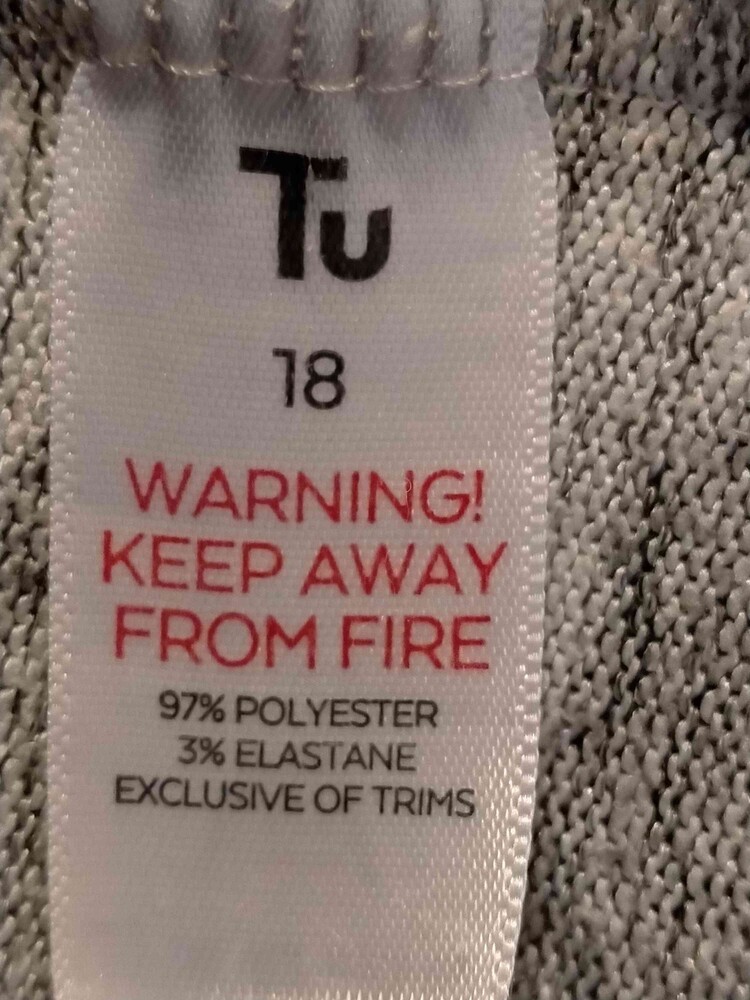 Tu
18
WARNING!
KEEP AWAY
FROM FIRE
97% POLYESTER
3% ELASTANE
EXCLUSIVE OF TRIMS